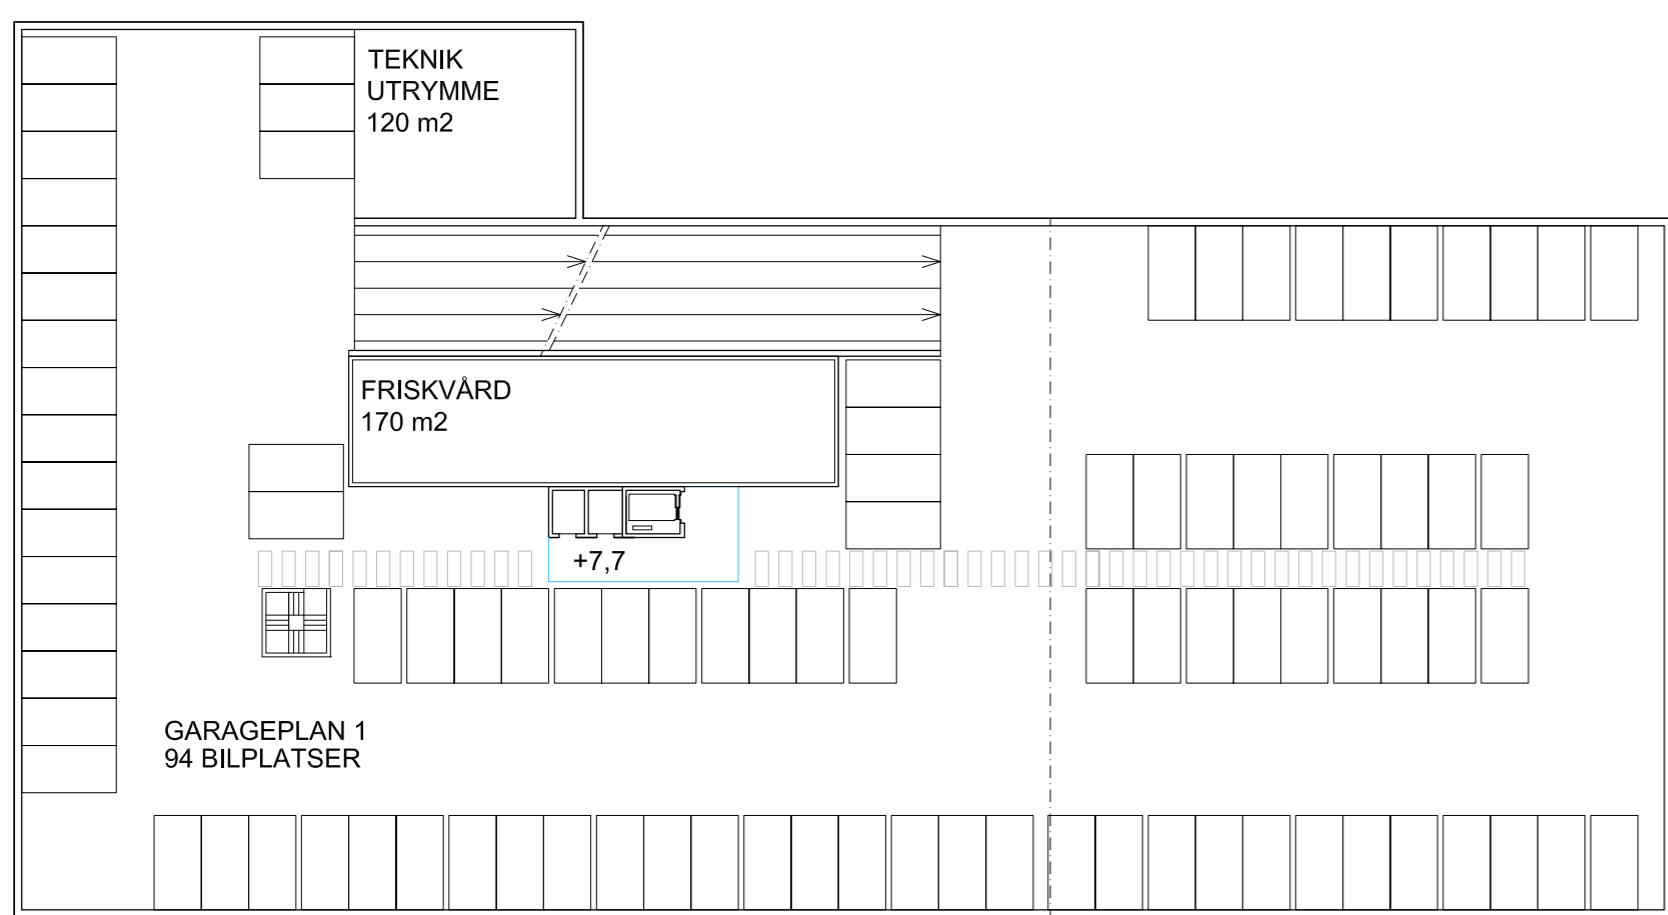 TEKNIK
UTRYMME
120 m2
FRISKVÅRD
170 m2
+7,7
GARAGEPLAN 1
94 BILPLATSER